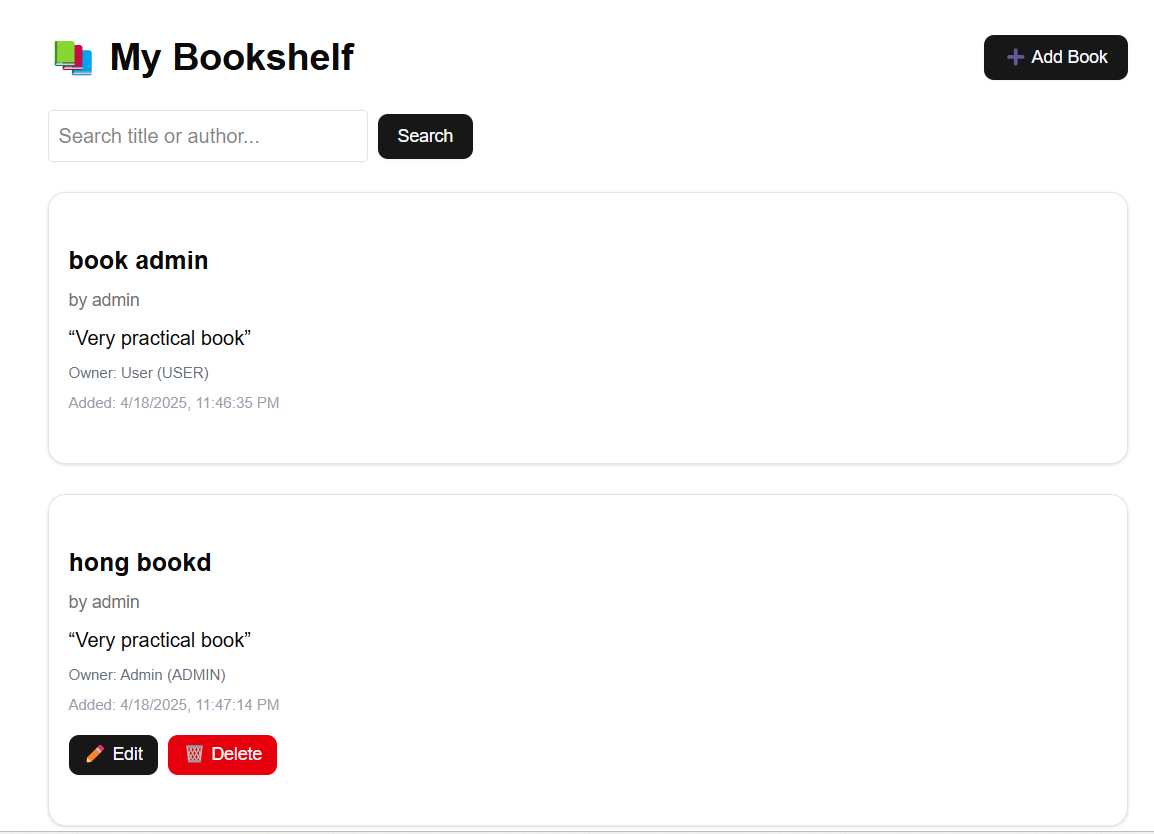 My Bookshelf
Add Book
Search title or author...
Search
book admin
by admin
“Very practical book”
Owner: User (USER)
Added: 4/18/2025, 11:46:35 PM
hong bookd
by admin
“Very practical book”
Owner: Admin (ADMIN)
Added: 4/18/2025, 11:47:14 PM
Edit
Delete